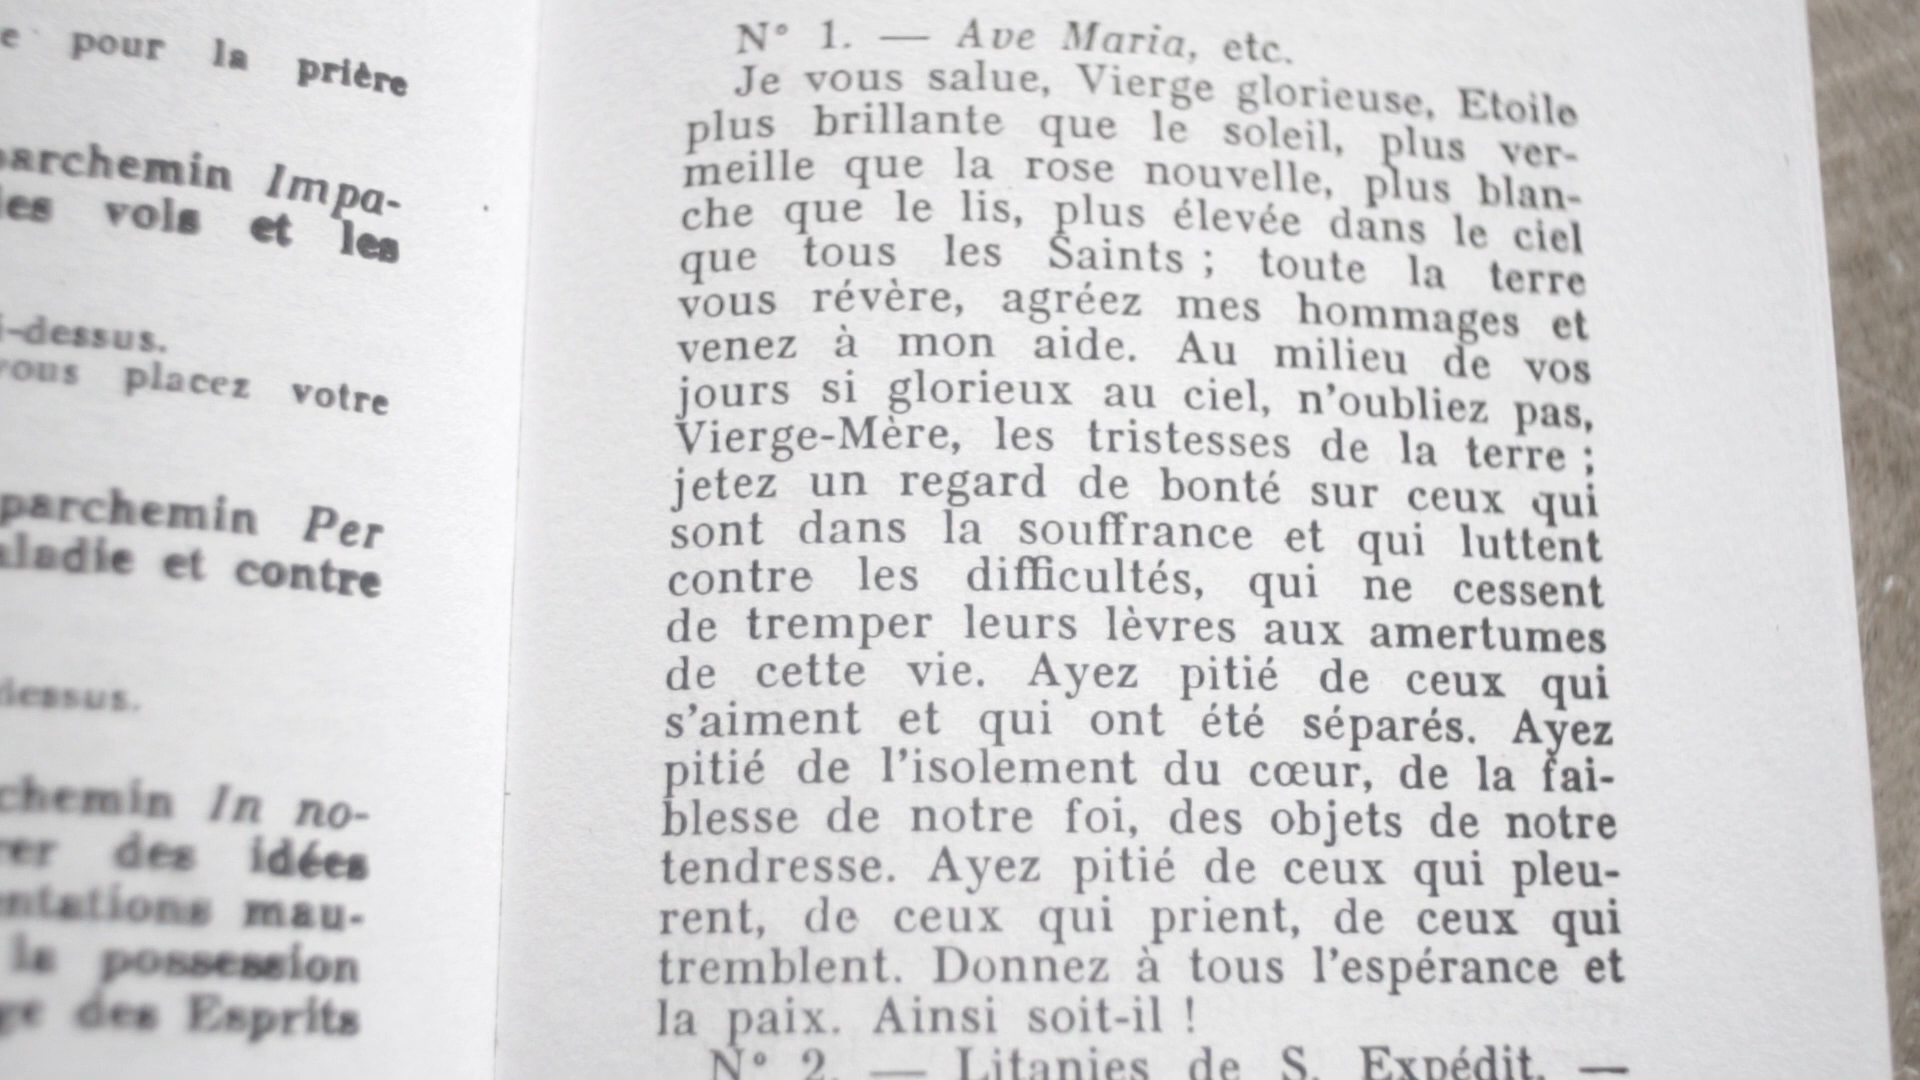 pour la prière
Impa-
vols et les
vous placez votre
parchemin Per
et contre
In no-
des idées
mau-
la possession
des Esprits
N° 1. — Ave Maria, etc.
Je vous salue, Vierge glorieuse, Etoile
plus brillante que le soleil, plus ver-
meille que la rose nouvelle, plus blan-
che que le lis, plus élevée dans le ciel
que tous les Saints ; toute la terre
vous révère, agréez mes hommages et
venez à mon aide. Au milieu de vos
jours si glorieux au ciel, n'oubliez pas,
Vierge-Mère, les tristesses de la terre ;
jetez un regard de bonté sur ceux qui
sont dans la souffrance et qui luttent
contre les difficultés, qui ne cessent
de tremper leurs lèvres aux amertumes
de cette vie. Ayez pitié de ceux qui
s'aiment et qui ont été séparés. Ayez
pitié de l'isolement du cœur, de la fai-
blesse de notre foi, des objets de notre
tendresse. Ayez pitié de ceux qui pleu-
rent, de ceux qui prient, de ceux qui
tremblent. Donnez à tous l'espérance et
la paix. Ainsi soit-il !
N° 2. — Litanies de S. Expédit. —